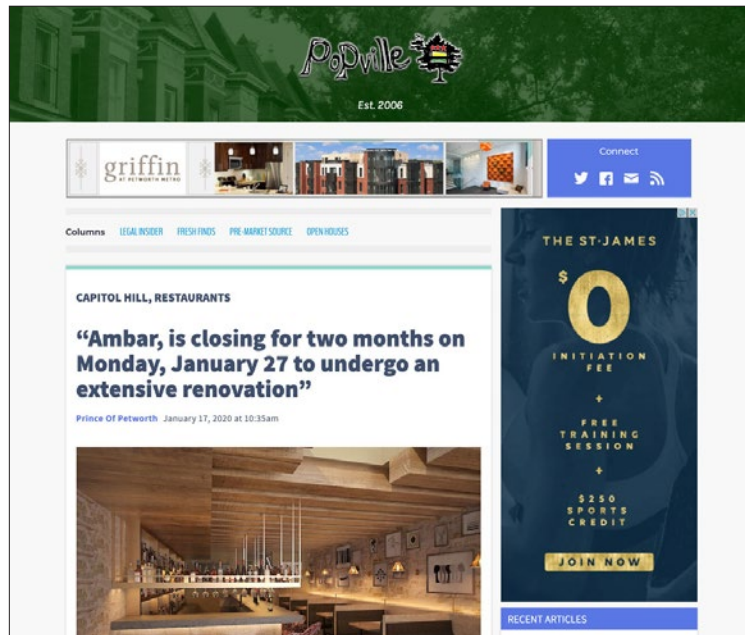 PoPville
Est. 2006
griffin
AT PETWORTH METRO
Connect
Columns LEGAL INSIDER FRESH FINDS PRE-MARKET SOURCE OPEN HOUSES
CAPITOL HILL, RESTAURANTS
“Ambar, is closing for two months on
Monday, January 27 to undergo an
extensive renovation”
Prince Of Petworth January 17, 2020 at 10:35am
THE ST·JAMES
$0
INITIATION
FEE
+
FREE
TRAINING
SESSION
+
$250
SPORTS
CREDIT
JOIN NOW
RECENT ARTICLES